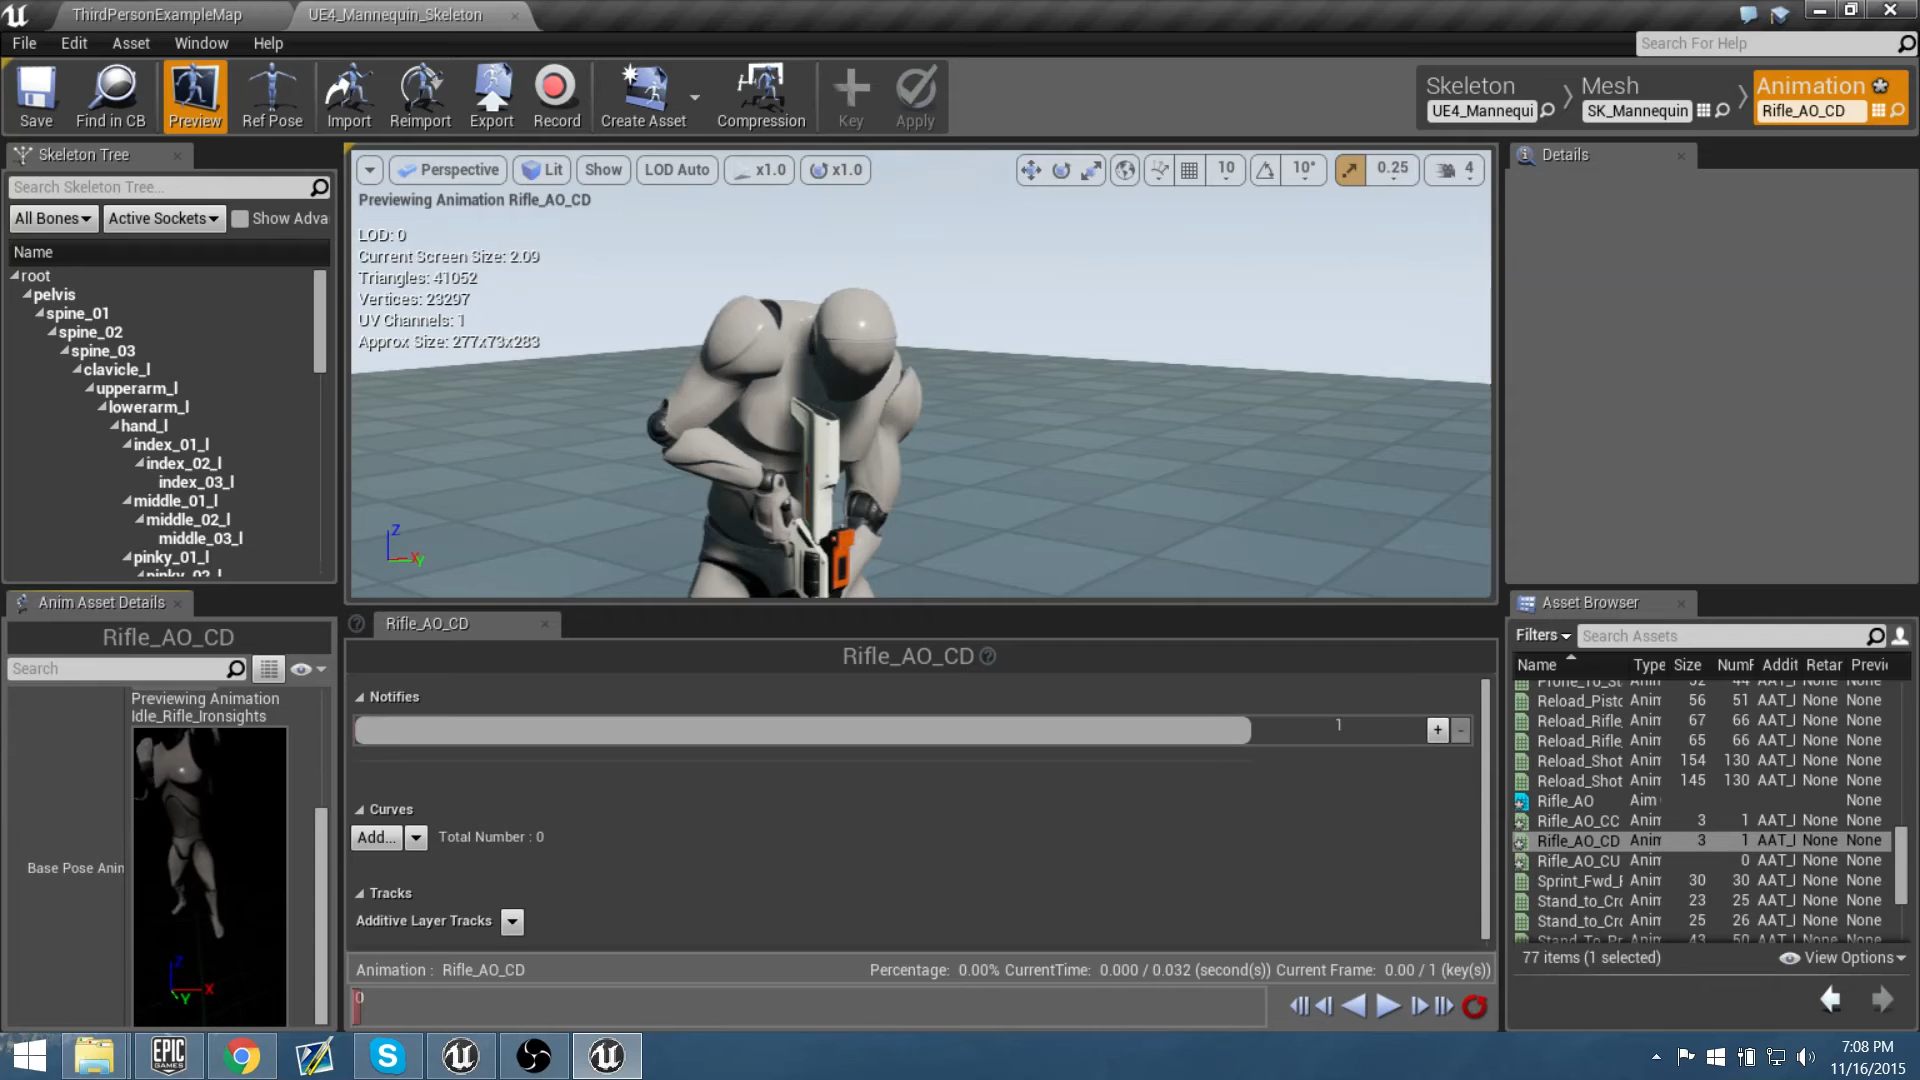 ThirdPersonExampleMap
UE4_Mannequin_Skeleton
File Edit Asset Window Help
Search For Help
Save
Find in CB
Preview
Ref Pose
Import
Reimport
Export
Record
Create Asset
Compression
Key
Apply
Skeleton
UE4_Mannequi
Mesh
SK_Mannequin
Animation
Rifle_AO_CD
Skeleton Tree
Search Skeleton Tree...
All Bones
Active Sockets
Show Adva
Name
root
pelvis
spine_01
spine_02
spine_03
clavicle_l
upperarm_l
lowerarm_l
hand_l
index_01_l
index_02_l
index_03_l
middle_01_l
middle_02_l
middle_03_l
pinky_01_l
pinky_02_l
Perspective
Lit
Show
LOD Auto
x1.0
x1.0
10
10°
0.25
4
Previewing Animation Rifle_AO_CD
LOD: 0
Current Screen Size: 2.09
Triangles: 41052
Vertices: 23297
UV Channels: 1
Approx Size: 277x73x283
Z
X
Y
Details
Anim Asset Details
Rifle_AO_CD
Search
Previewing Animation
Idle_Rifle_Ironsights
Base Pose Anin
Z
X
Y
Rifle_AO_CD
Rifle_AO_CD
Notifies
1
+
-
Curves
Add...
Total Number : 0
Tracks
Additive Layer Tracks
Animation : Rifle_AO_CD
Percentage: 0.00% CurrentTime: 0.000 / 0.032 (second(s)) Current Frame: 0.00 / 1 (key(s))
0
Asset Browser
Filters
Search Assets
Name Type Size NumF Addit Retar Previ
Prone_To_St Anim 52 44 AAT_I None None
Reload_Pisto Anim 56 51 AAT_I None None
Reload_Rifle_ Anim 67 66 AAT_I None None
Reload_Rifle_ Anim 65 66 AAT_I None None
Reload_Shot Anim 154 130 AAT_I None None
Reload_Shot Anim 145 130 AAT_I None None
Rifle_AO Aim None
Rifle_AO_CC Anim 3 1 AAT_I None None
Rifle_AO_CD Anim 3 1 AAT_I None None
Rifle_AO_CU Anim 0 AAT_I None None
Sprint_Fwd_F Anim 30 30 AAT_I None None
Stand_to_Cro Anim 23 25 AAT_I None None
Stand_to_Cro Anim 25 26 AAT_I None None
Stand_To_Pr Anim 43 50 AAT_I None None
77 items (1 selected)
View Options
EPIC
GAMES
7:08 PM
11/16/2015